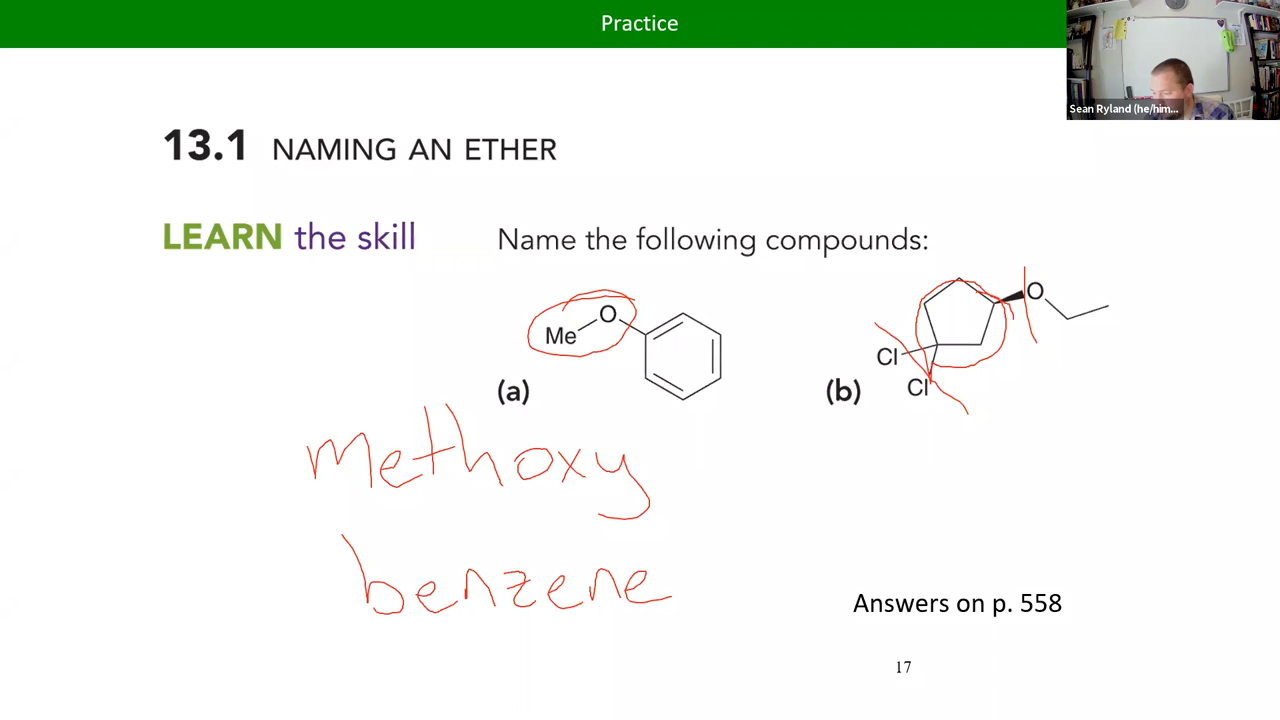 Practice
Sean Ryland (he/him...
13.1 NAMING AN ETHER
LEARN the skill
Name the following compounds:
Me
O
(a)
O
Cl
Cl
(b)
methoxy
benzene
Answers on p. 558
17